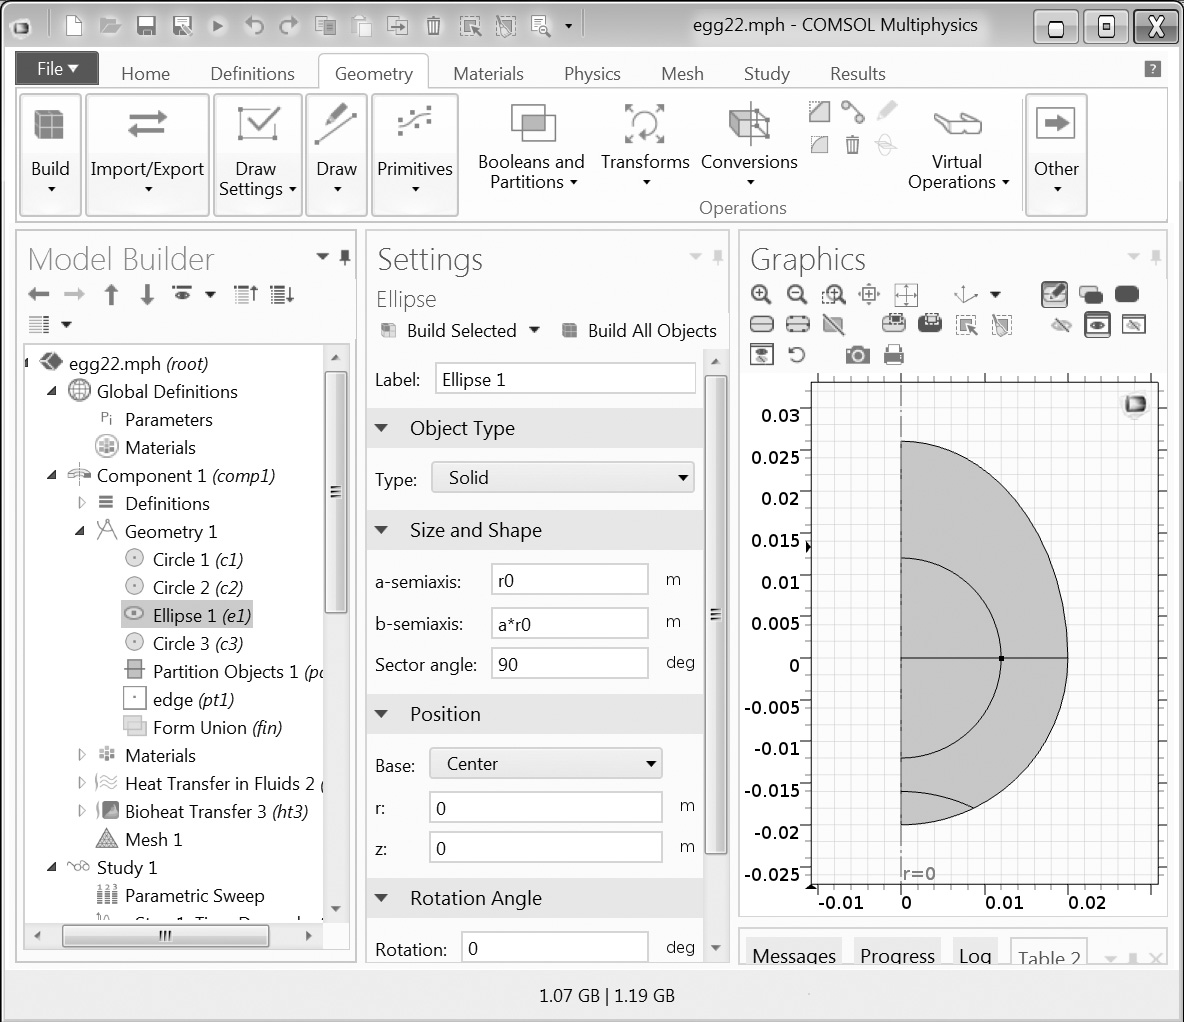 egg22.mph - COMSOL Multiphysics
File Home Definitions Geometry Materials Physics Mesh Study Results ?
Build
Import/Export
Draw
Settings
Draw
Primitives
Booleans and
Partitions
Transforms
Conversions
Operations
Virtual
Operations
Other
Model Builder
egg22.mph (root)
Global Definitions
Pi Parameters
Materials
Component 1 (comp1)
Definitions
Geometry 1
Circle 1 (c1)
Circle 2 (c2)
Ellipse 1 (e1)
Circle 3 (c3)
Partition Objects 1
edge (pt1)
Form Union (fin)
Materials
Heat Transfer in Fluids 2 (
Bioheat Transfer 3 (ht3)
Mesh 1
Study 1
123 Parametric Sweep
Settings
Ellipse
Build Selected Build All Objects
Label: Ellipse 1
Object Type
Type: Solid
Size and Shape
a-semiaxis: r0 m
b-semiaxis: a*r0 m
Sector angle: 90 deg
Position
Base: Center
r: 0 m
z: 0 m
Rotation Angle
Rotation: 0 deg
Graphics
0.03
0.025
0.02
0.015
0.01
0.005
0
-0.005
-0.01
-0.015
-0.02
-0.025
r=0
-0.01 0 0.01 0.02
Messages Progress Log Table 2
1.07 GB | 1.19 GB